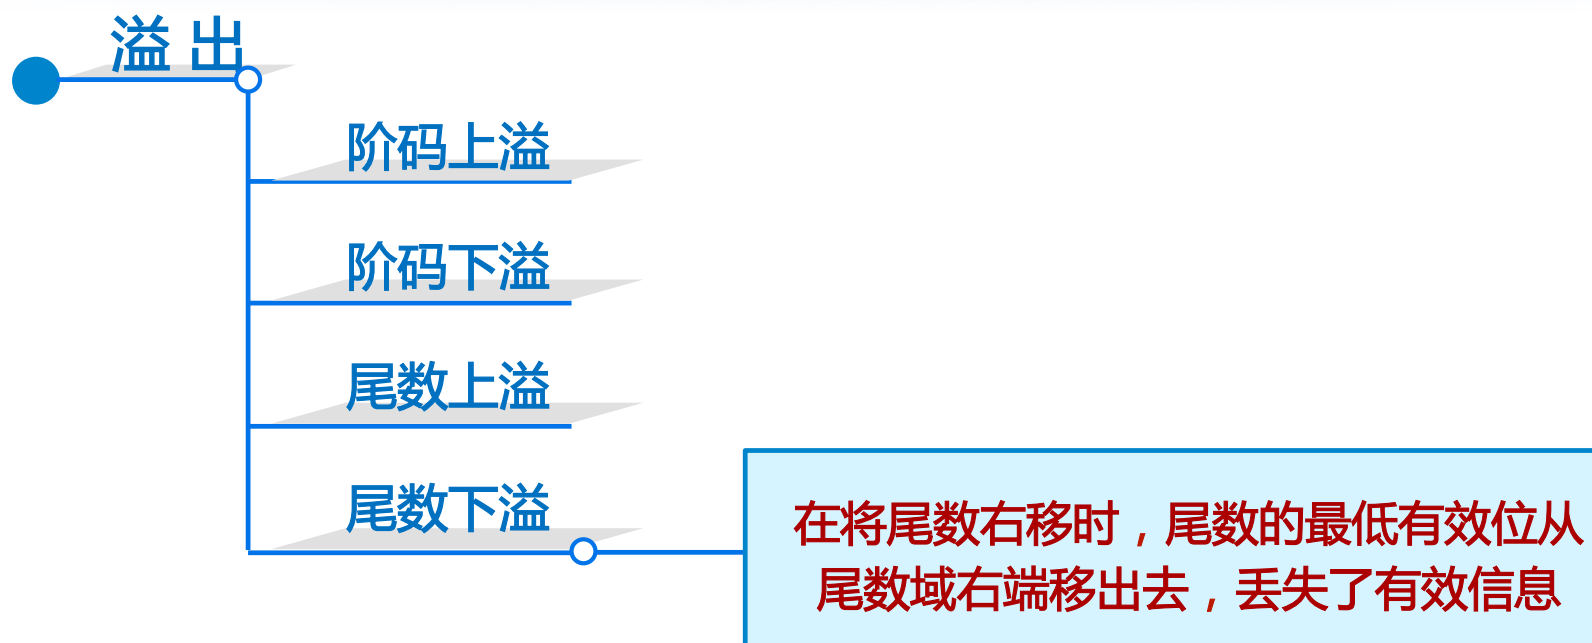 溢 出
阶码上溢
阶码下溢
尾数上溢
尾数下溢
在将尾数右移时，尾数的最低有效位从
尾数域右端移出去，丢失了有效信息